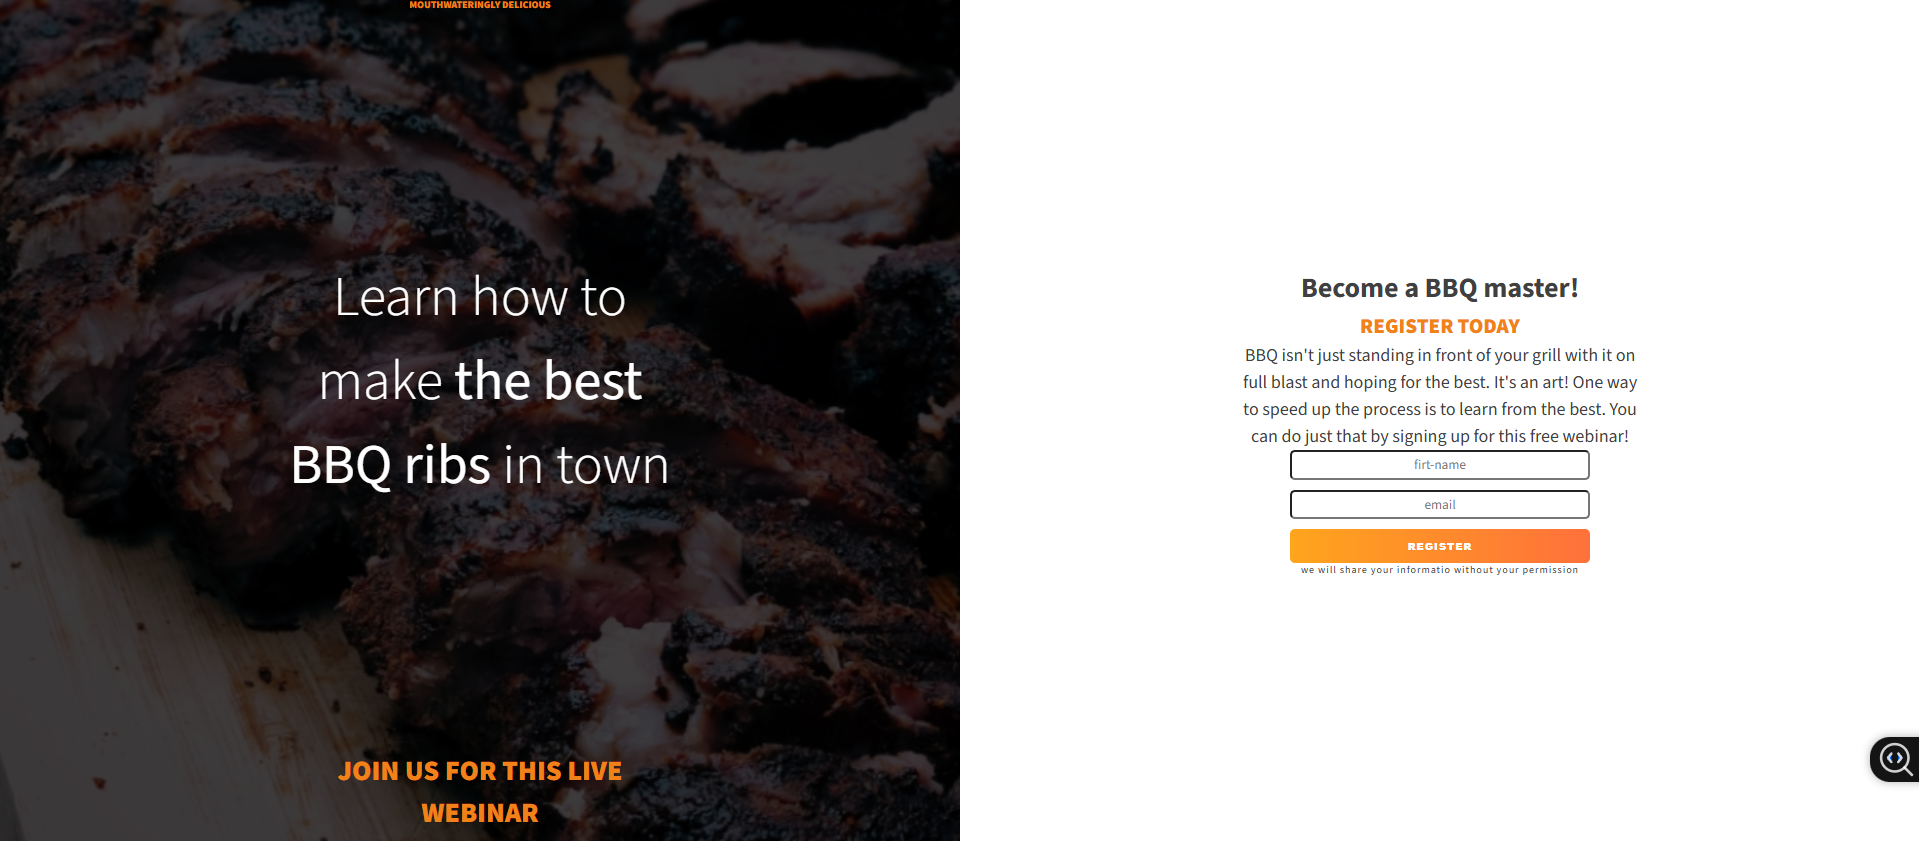 MOUTHWATERINGLY DELICIOUS
Learn how to
make the best
BBQ ribs in town
JOIN US FOR THIS LIVE
WEBINAR
Become a BBQ master!
REGISTER TODAY
BBQ isn't just standing in front of your grill with it on
full blast and hoping for the best. It's an art! One way
to speed up the process is to learn from the best. You
can do just that by signing up for this free webinar!
firt-name
email
REGISTER
we will share your informatio without your permission